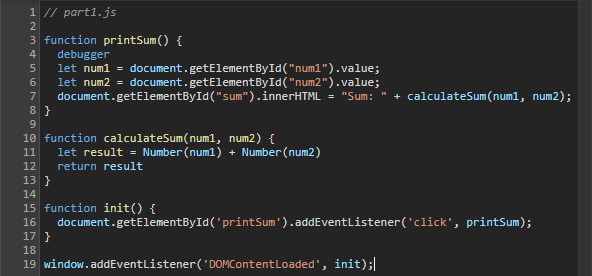 1 // part1.js
2
3 function printSum() {
4   debugger
5   let num1 = document.getElementById("num1").value;
6   let num2 = document.getElementById("num2").value;
7   document.getElementById("sum").innerHTML = "Sum: " + calculateSum(num1, num2);
8 }
9
10 function calculateSum(num1, num2) {
11   let result = Number(num1) + Number(num2)
12   return result
13 }
14
15 function init() {
16   document.getElementById('printSum').addEventListener('click', printSum);
17 }
18
19 window.addEventListener('DOMContentLoaded', init);